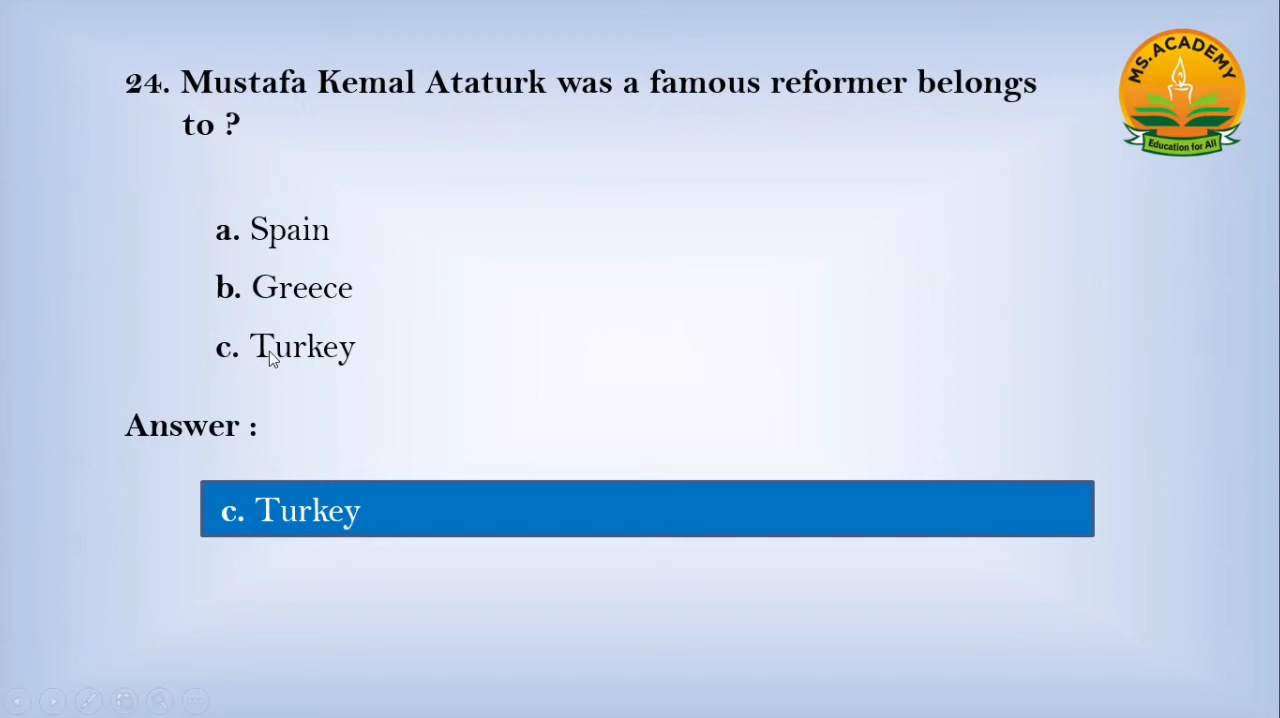 24. Mustafa Kemal Ataturk was a famous reformer belongs
to ?
MS. ACADEMY
Education for All
a. Spain
b. Greece
c. Turkey
Answer :
c. Turkey